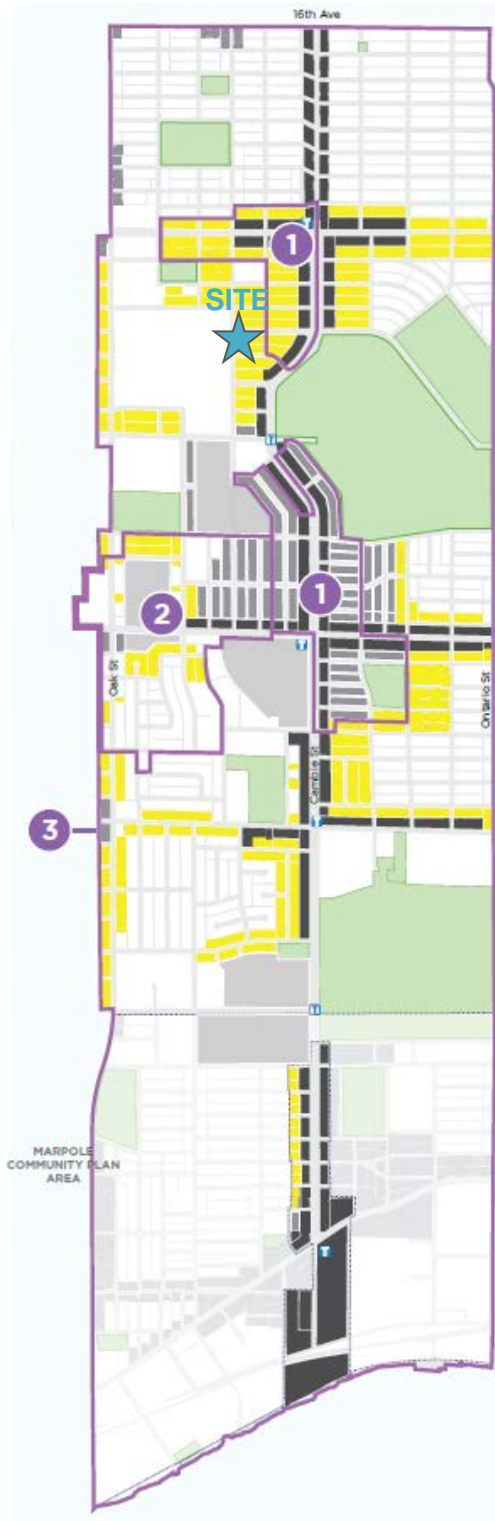 16th Ave
1
SITE
T
T
1
2
T
Oak St
Ontario St
Cambie St
3
T
T
MARPOLE
COMMUNITY PLAN
AREA
T